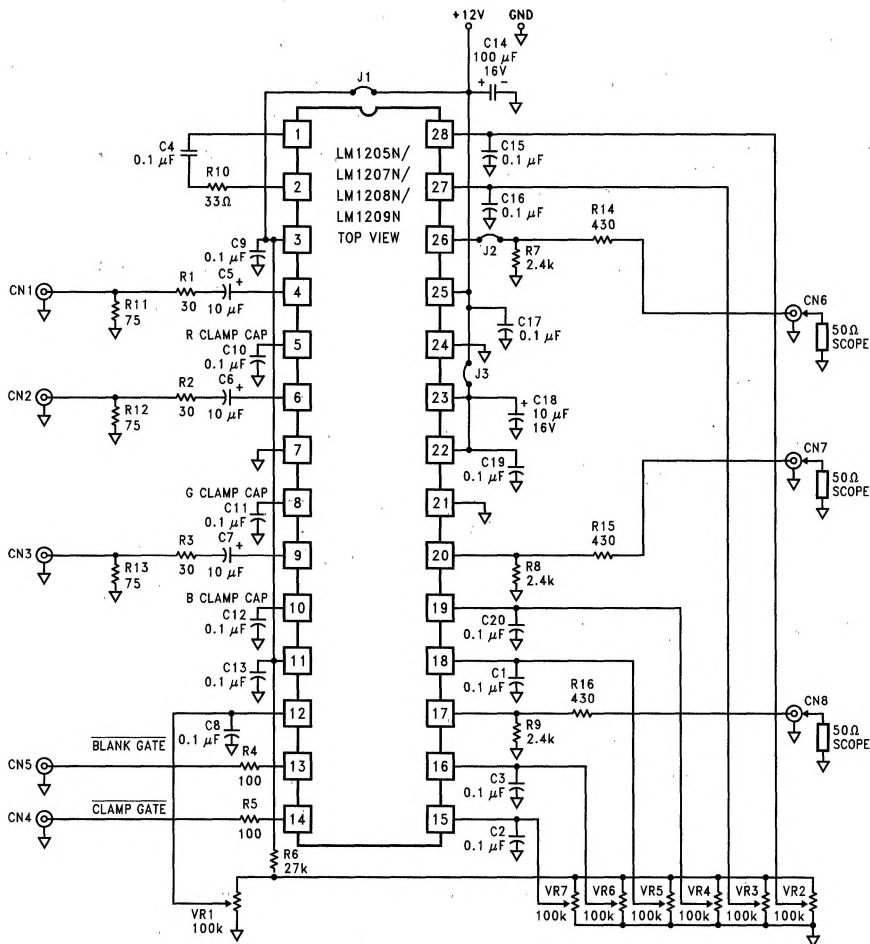 +12V
GND
C14
100 μF
16V
+
−
J1
1
28
C4
0.1 μF
R10
33Ω
2
27
LM1205N/
LM1207N/
LM1208N/
LM1209N
TOP VIEW
C15
0.1 μF
C16
0.1 μF
R14
430
C9
0.1 μF
3
26
J2
R7
2.4k
CN1
R11
75
R1
30
C5
+
10 μF
4
25
CN6
50Ω
SCOPE
R CLAMP CAP
C10
0.1 μF
5
24
C17
0.1 μF
J3
CN2
R12
75
R2
30
C6
+
10 μF
6
23
+
C18
10 μF
16V
7
22
C19
0.1 μF
CN7
50Ω
SCOPE
G CLAMP CAP
C11
0.1 μF
8
21
CN3
R13
75
R3
30
C7
+
10 μF
9
20
R8
2.4k
R15
430
B CLAMP CAP
C12
0.1 μF
10
19
C20
0.1 μF
C13
0.1 μF
11
18
C1
0.1 μF
C8
0.1 μF
12
17
R9
2.4k
R16
430
CN8
50Ω
SCOPE
BLANK GATE
CN5
R4
100
13
16
C3
0.1 μF
CLAMP GATE
CN4
R5
100
14
15
C2
0.1 μF
R6
27k
VR1
100k
VR7
100k
VR6
100k
VR5
100k
VR4
100k
VR3
100k
VR2
100k